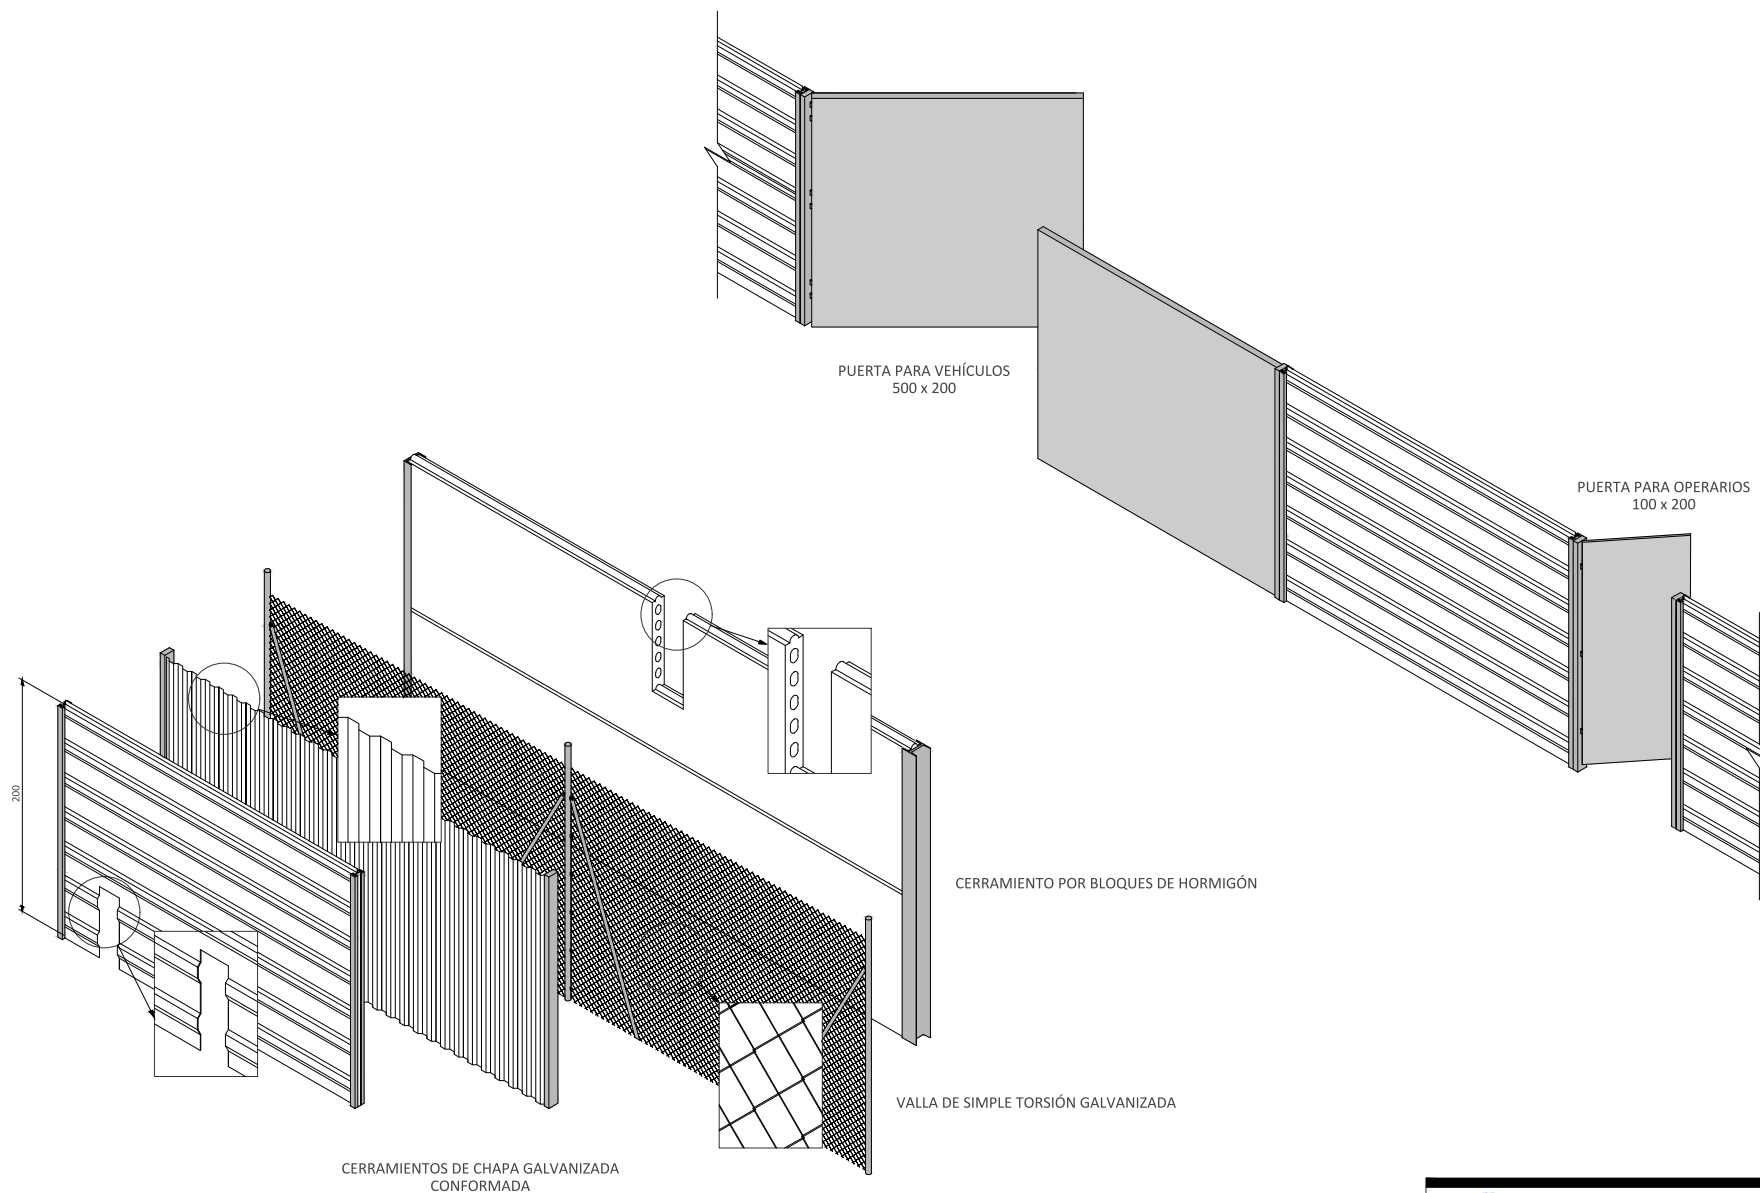 PUERTA PARA VEHÍCULOS
500 x 200
PUERTA PARA OPERARIOS
100 x 200
200
CERRAMIENTO POR BLOQUES DE HORMIGÓN
VALLA DE SIMPLE TORSIÓN GALVANIZADA
CERRAMIENTOS DE CHAPA GALVANIZADA
CONFORMADA